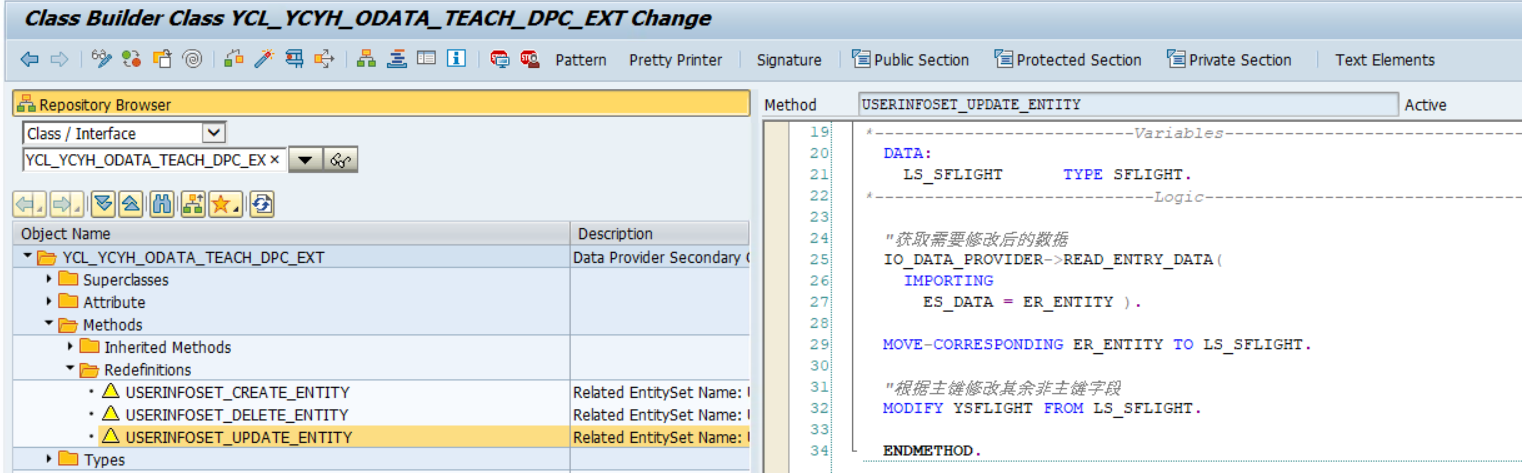 Class Builder Class YCL_YCYH_ODATA_TEACH_DPC_EXT Change
Pattern Pretty Printer Signature Public Section Protected Section Private Section Text Elements
Repository Browser
Class / Interface
YCL_YCYH_ODATA_TEACH_DPC_EX
Object Name Description
YCL_YCYH_ODATA_TEACH_DPC_EXT Data Provider Secondary
Superclasses
Attribute
Methods
Inherited Methods
Redefinitions
USERINFOSET_CREATE_ENTITY Related EntitySet Name:
USERINFOSET_DELETE_ENTITY Related EntitySet Name:
USERINFOSET_UPDATE_ENTITY Related EntitySet Name:
Types
Method USERINFOSET_UPDATE_ENTITY Active
19 *---------------------------Variables-------------------------------
20 DATA:
21 LS_SFLIGHT TYPE SFLIGHT.
22 *-----------------------------Logic---------------------------------
23
24 "获取需要修改后的数据
25 IO_DATA_PROVIDER->READ_ENTRY_DATA(
26 IMPORTING
27 ES_DATA = ER_ENTITY ).
28
29 MOVE-CORRESPONDING ER_ENTITY TO LS_SFLIGHT.
30
31 "根据主键修改其余非主键字段
32 MODIFY YSFLIGHT FROM LS_SFLIGHT.
33
34 ENDMETHOD.